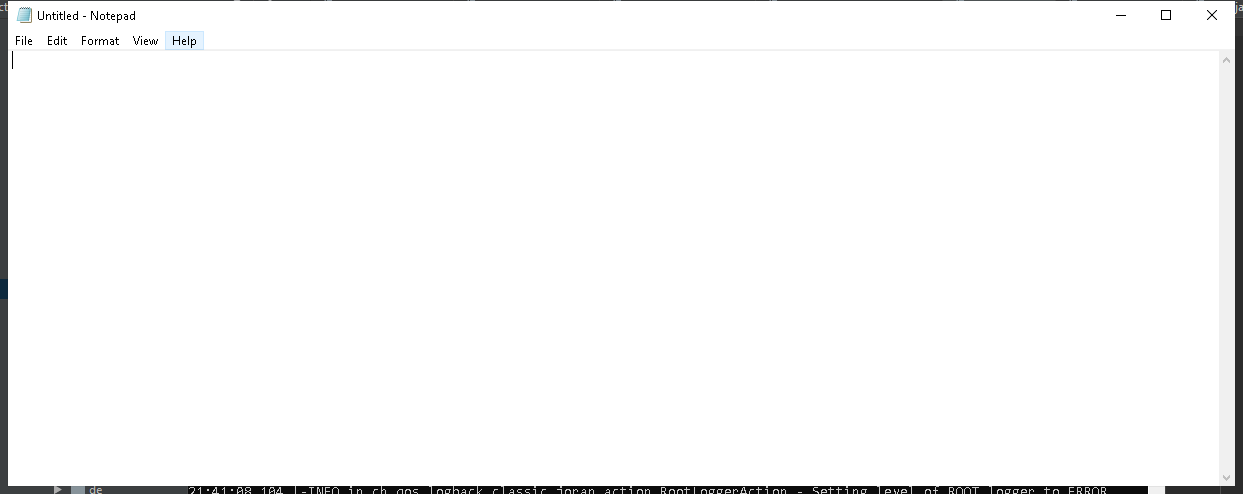 Untitled - Notepad
File Edit Format View Help
de
21:41:08,104 |-INFO in ch.qos.logback.classic.joran.action.RootLoggerAction - Setting level of ROOT logger to ERROR